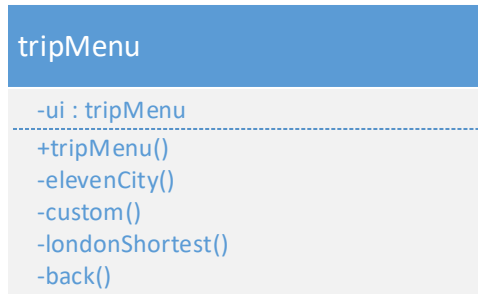 tripMenu
-ui : tripMenu
+tripMenu()
-elevenCity()
-custom()
-londonShortest()
-back()